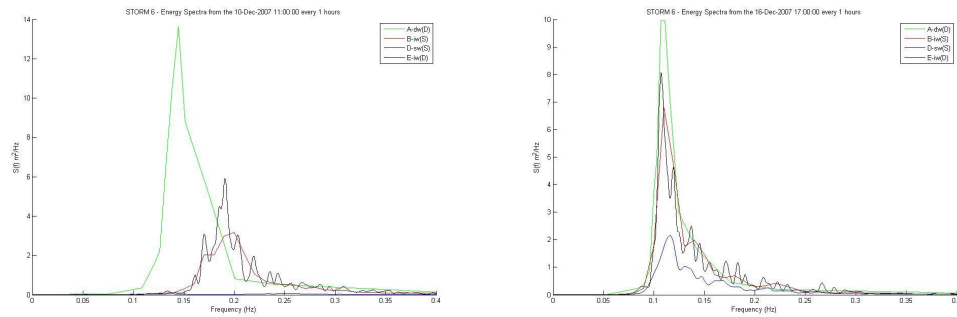 STORM 6 - Energy Spectra from the 10-Dec-2007 11:00:00 every 1 hours
A-dw(D)
B-iw(S)
D-sw(S)
E-iw(D)
S(f) m²/Hz
14
12
10
8
6
4
2
0
0 0.05 0.1 0.15 0.2 0.25 0.3 0.35 0.4
Frequency (Hz)
STORM 6 - Energy Spectra from the 16-Dec-2007 17:00:00 every 1 hours
A-dw(D)
B-iw(S)
D-sw(S)
E-iw(D)
S(f) m²/Hz
10
9
8
7
6
5
4
3
2
1
0
0 0.05 0.1 0.15 0.2 0.25 0.3 0.35
Frequency (Hz)